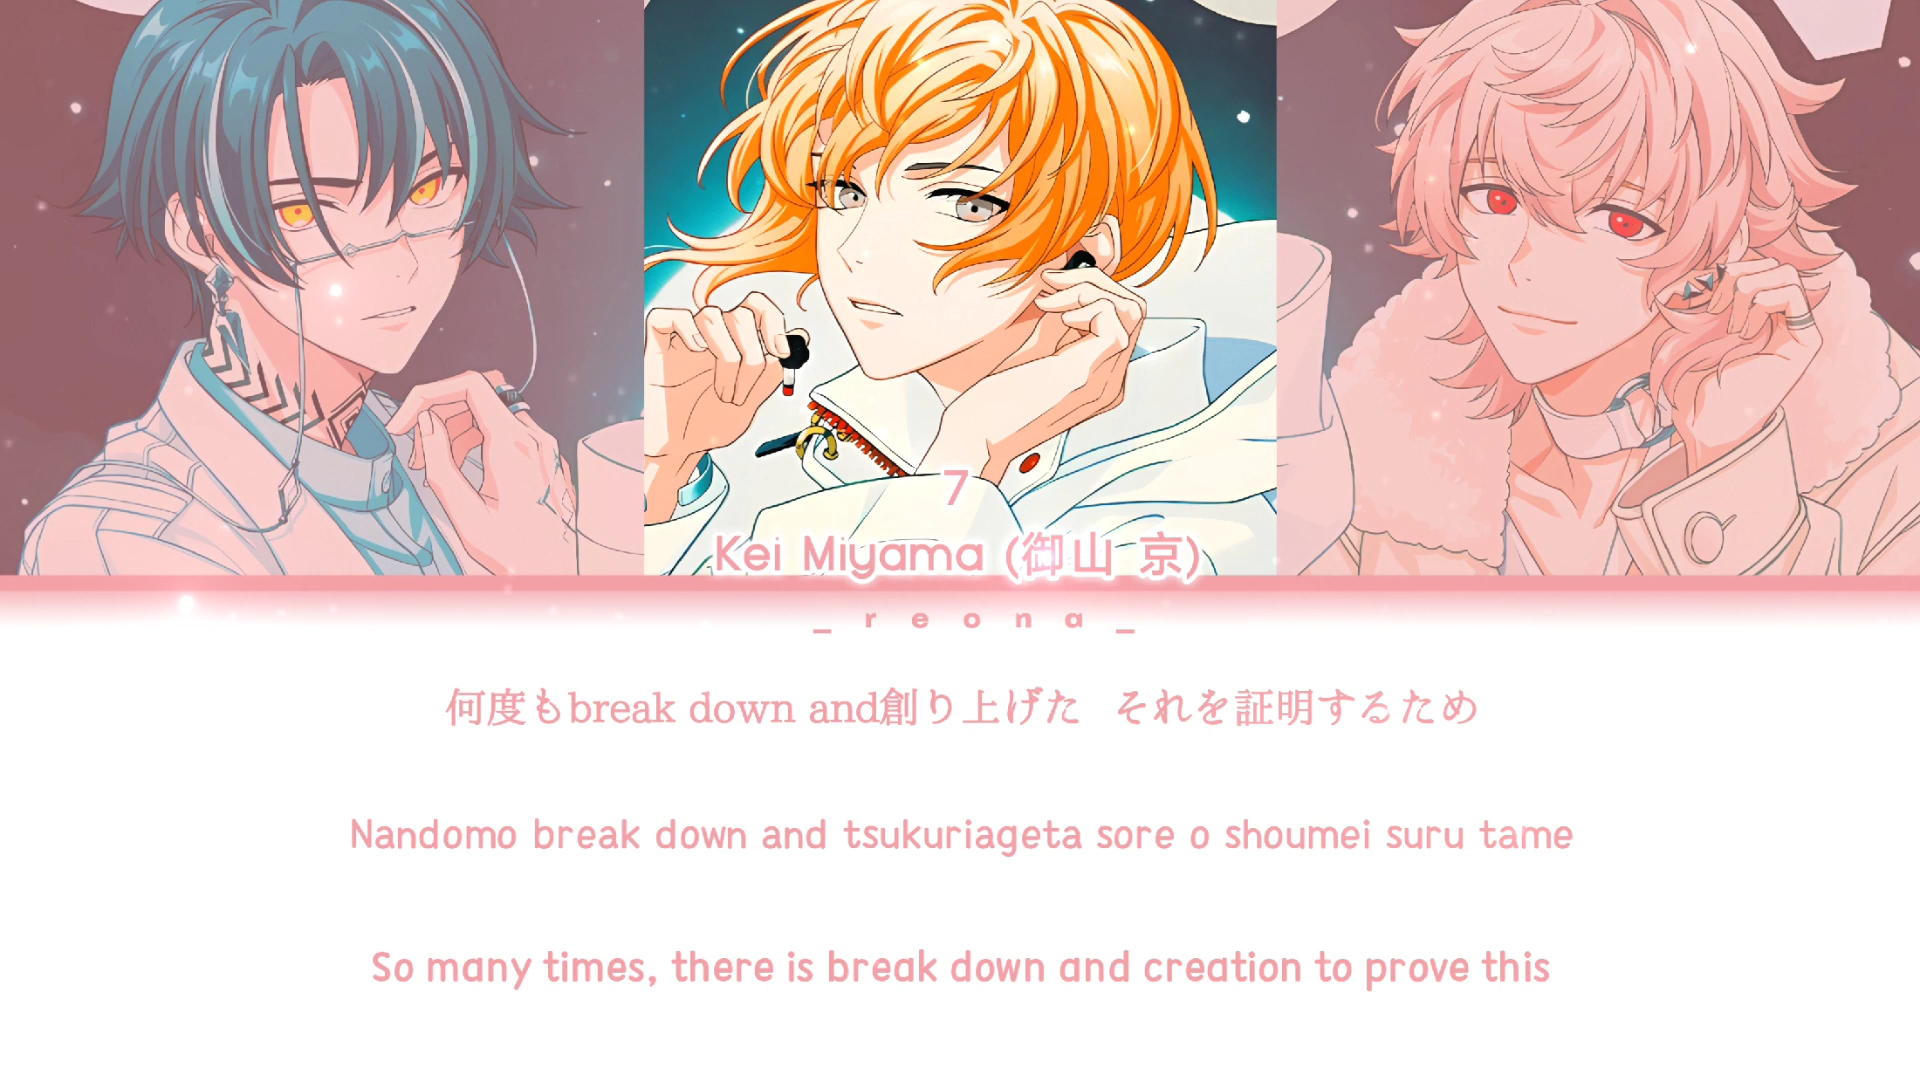 7
Kei Miyama (御山 京)
_ r e o n a _
何度もbreak down and創り上げた それを証明するため
Nandomo break down and tsukuriageta sore o shoumei suru tame
So many times, there is break down and creation to prove this